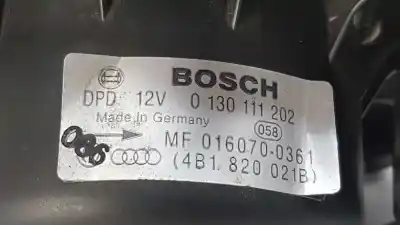 BOSCH
DPD 12V 0 130 111 202
Made in Germany 058
086 MF 016070-0361
(4B1. 820 021B)